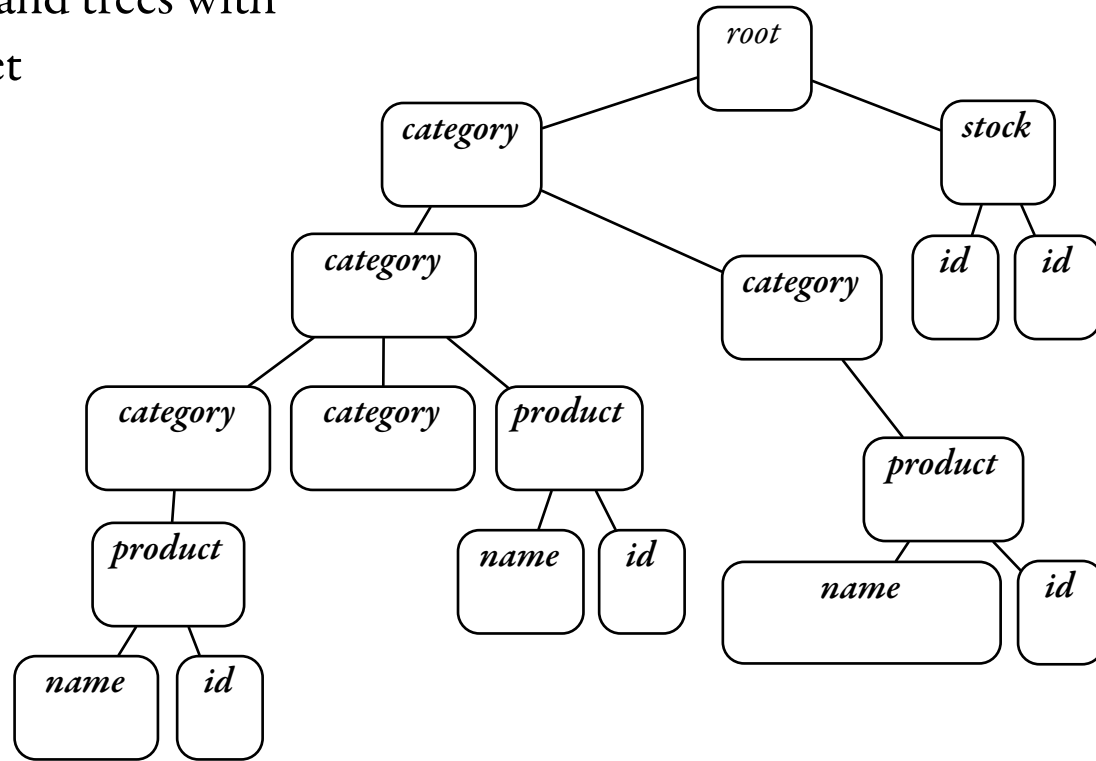 and trees with
et
root
category
stock
category
category
id
id
category
category
product
product
product
name
id
name
id
name
id